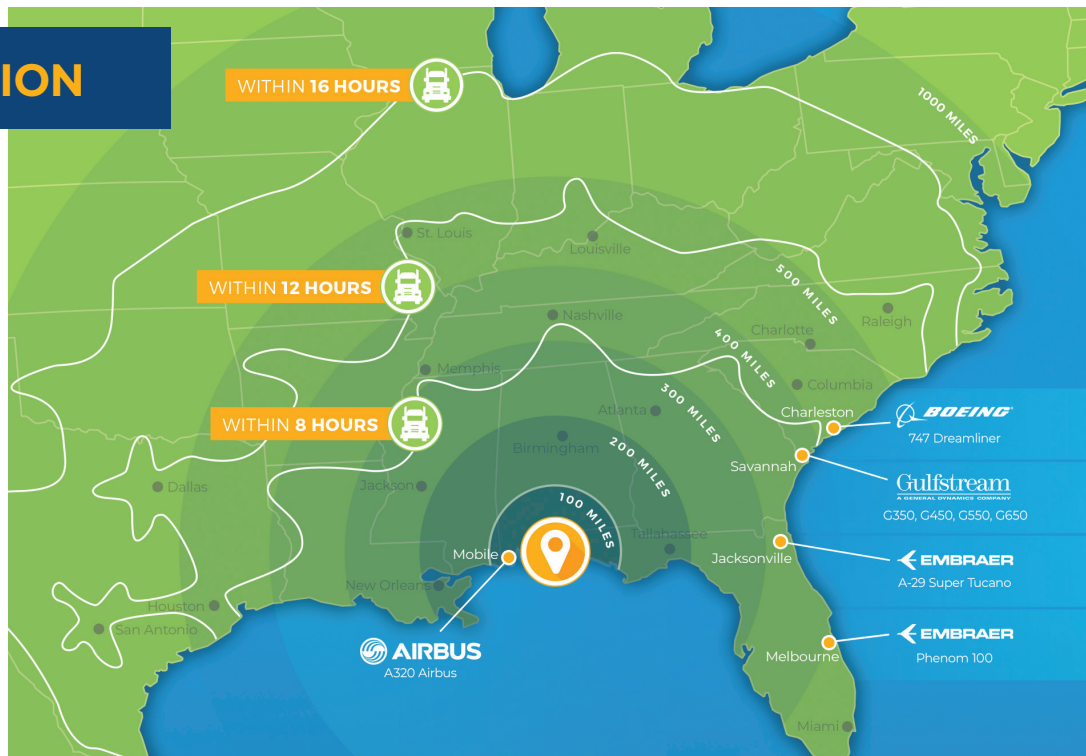 ION
WITHIN 16 HOURS
1000 MILES
St. Louis
Louisville
500 MILES
WITHIN 12 HOURS
Nashville
Charlotte
Raleigh
400 MILES
Memphis
Columbia
300 MILES
WITHIN 8 HOURS
Atlanta
Charleston
BOEING
747 Dreamliner
Birmingham
200 MILES
Savannah
Gulfstream
A GENERAL DYNAMICS COMPANY
G350, G450, G550, G650
Dallas
Jackson
100 MILES
Tallahassee
Mobile
Jacksonville
EMBRAER
A-29 Super Tucano
New Orleans
Houston
San Antonio
AIRBUS
A320 Airbus
Melbourne
EMBRAER
Phenom 100
Miami